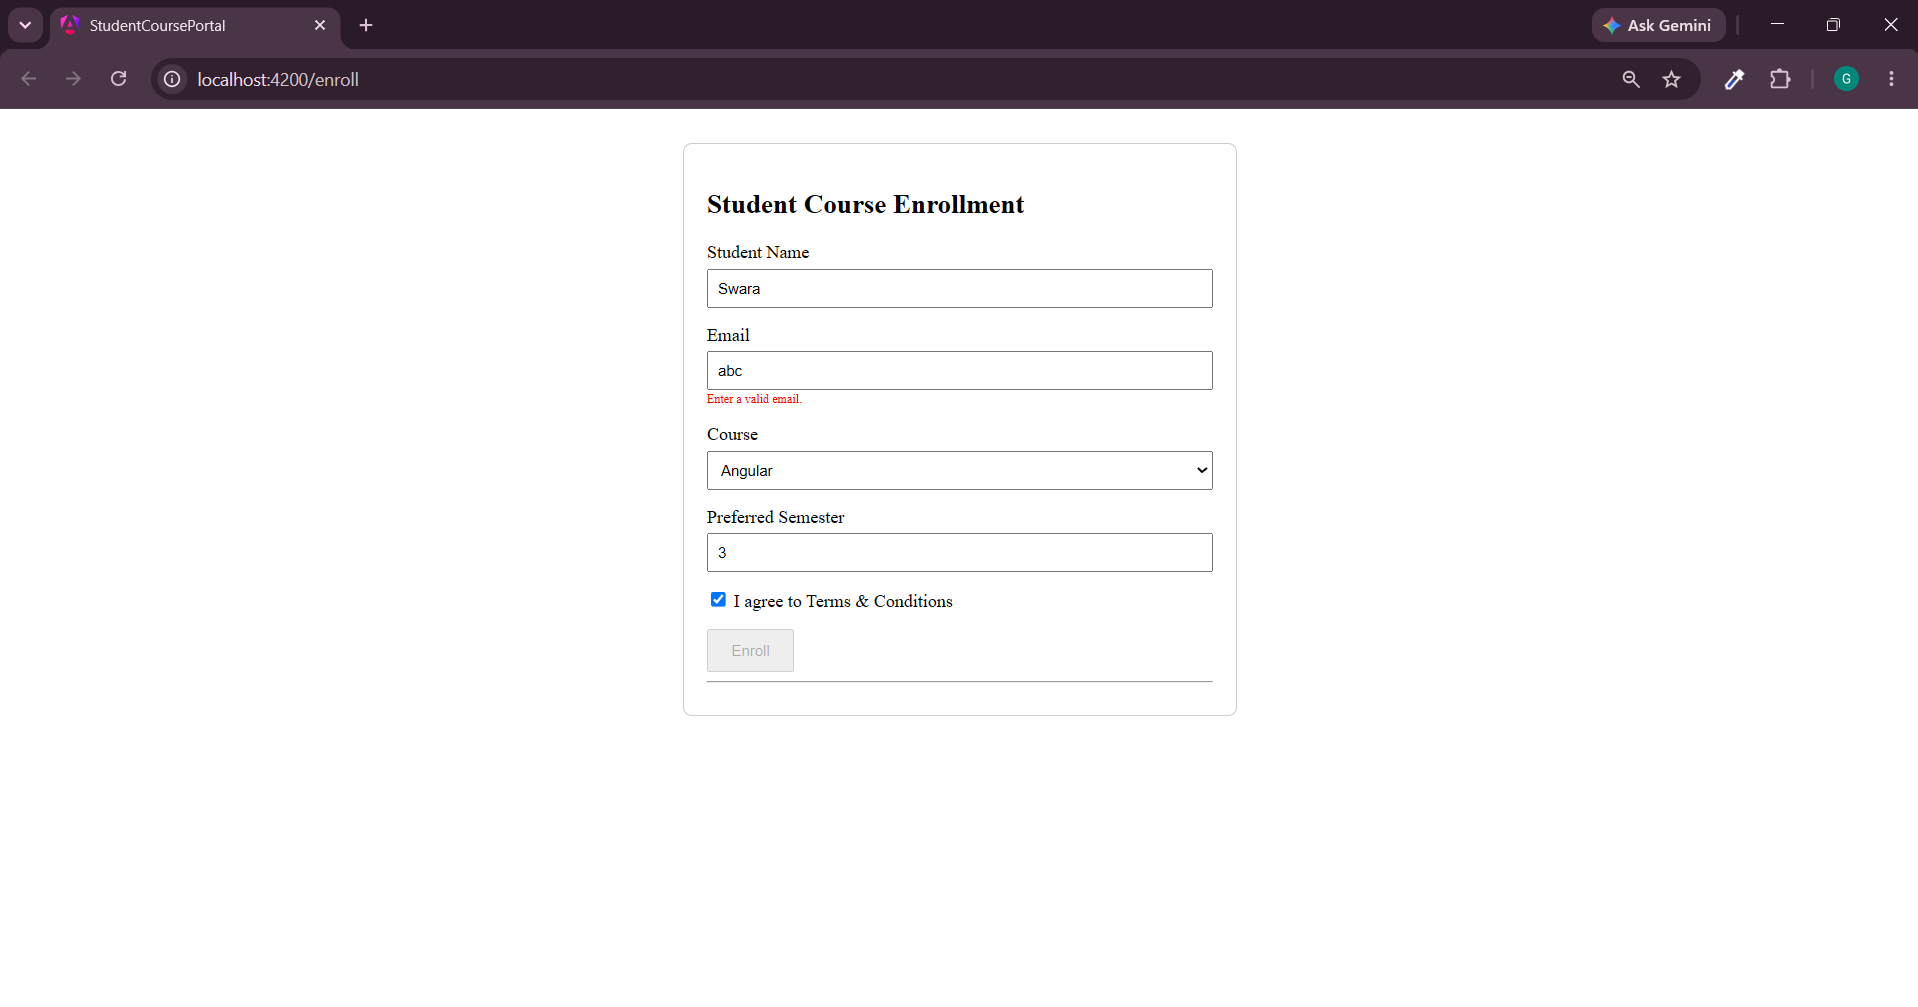 StudentCoursePortal
Ask Gemini
localhost:4200/enroll
G
Student Course Enrollment
Student Name
Swara
Email
abc
Enter a valid email.
Course
Angular
Preferred Semester
3
I agree to Terms & Conditions
Enroll